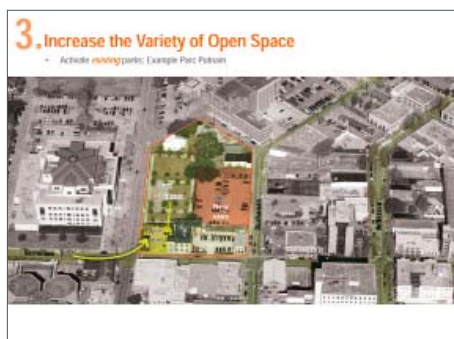 3. Increase the Variety of Open Space
- Activate existing parks: Example Parc Putnam